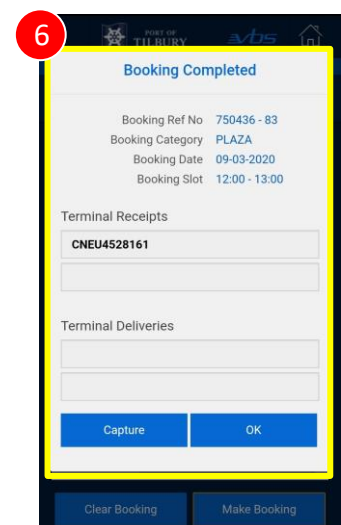 6
PORT OF
TILBURY
vbs
Booking Completed
Booking Ref No 750436 - 83
Booking Category PLAZA
Booking Date 09-03-2020
Booking Slot 12:00 - 13:00
Terminal Receipts
CNEU4528161
Terminal Deliveries
Capture OK
Clear Booking Make Booking